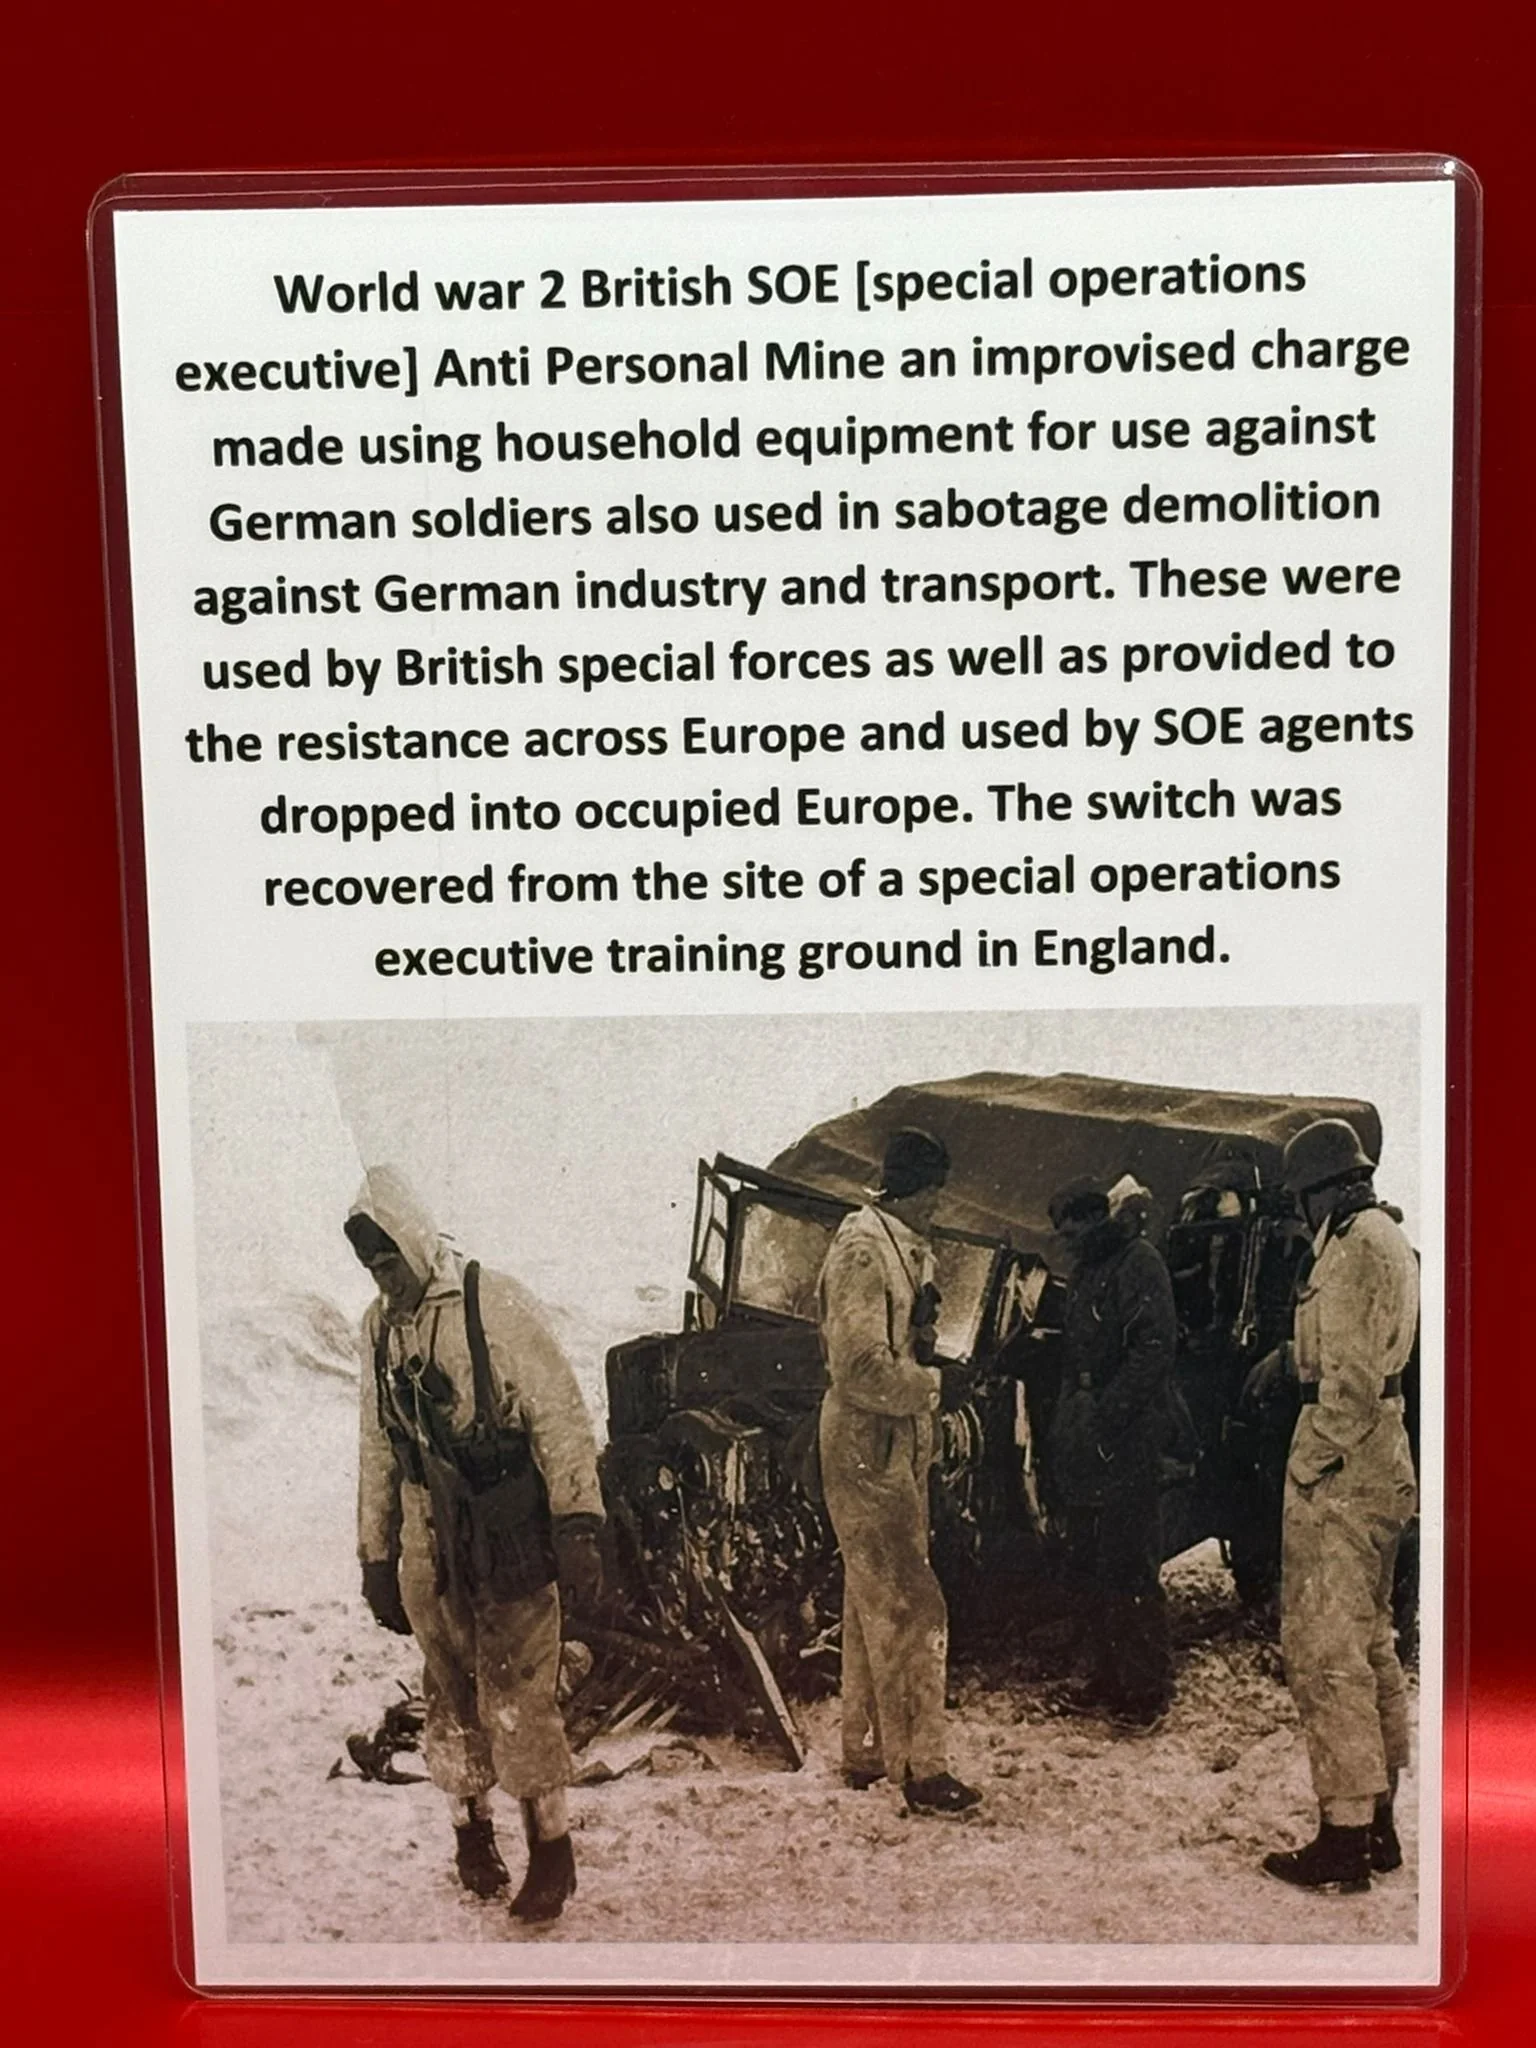 World war 2 British SOE [special operations
executive] Anti Personal Mine an improvised charge
made using household equipment for use against
German soldiers also used in sabotage demolition
against German industry and transport. These were
used by British special forces as well as provided to
the resistance across Europe and used by SOE agents
dropped into occupied Europe. The switch was
recovered from the site of a special operations
executive training ground in England.